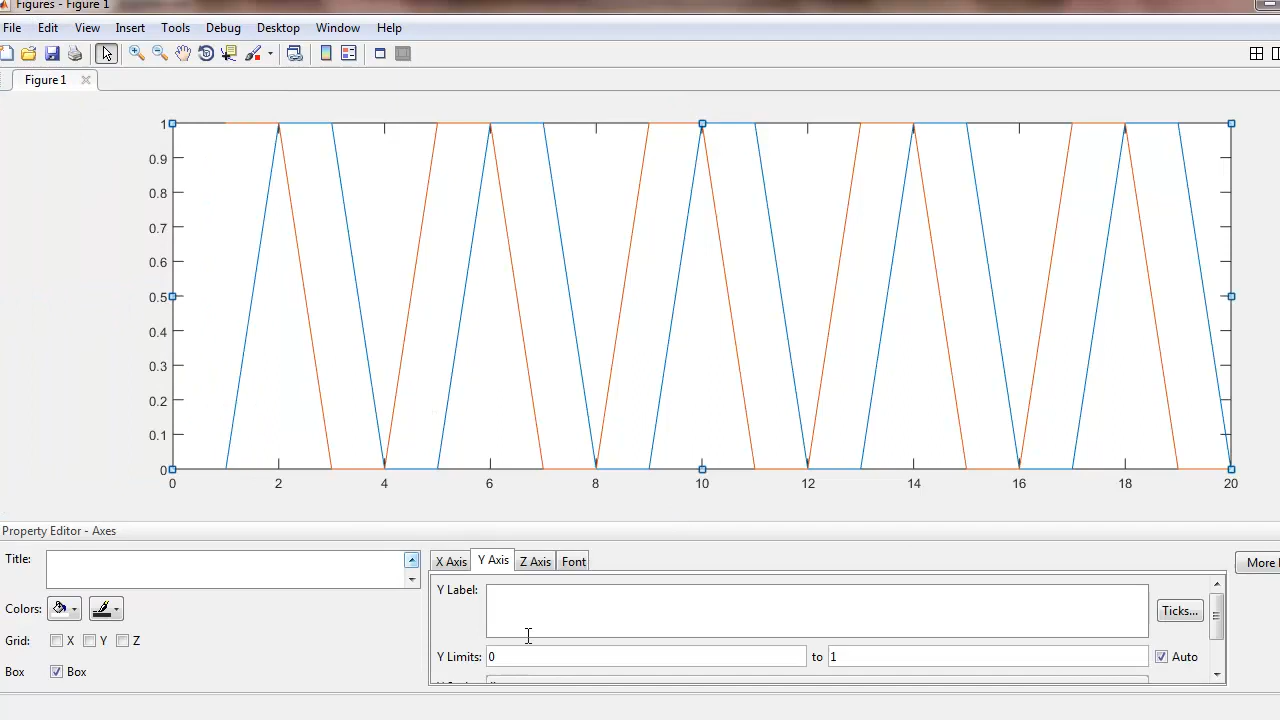 Figures - Figure 1
File Edit View Insert Tools Debug Desktop Window Help
Figure 1
1
0.9
0.8
0.7
0.6
0.5
0.4
0.3
0.2
0.1
0
0 2 4 6 8 10 12 14 16 18 20
Property Editor - Axes
Title:
X Axis Y Axis Z Axis Font
More
Y Label:
Ticks...
Colors:
Grid: X Y Z
Y Limits: 0 to 1 Auto
Box Box